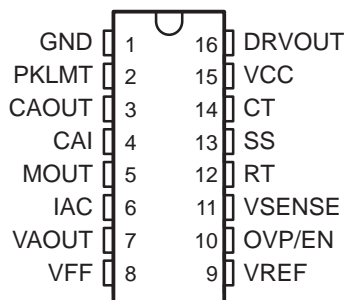 GND 1 16 DRVOUT
PKLMT 2 15 VCC
CAOUT 3 14 CT
CAI 4 13 SS
MOUT 5 12 RT
IAC 6 11 VSENSE
VAOUT 7 10 OVP/EN
VFF 8 9 VREF